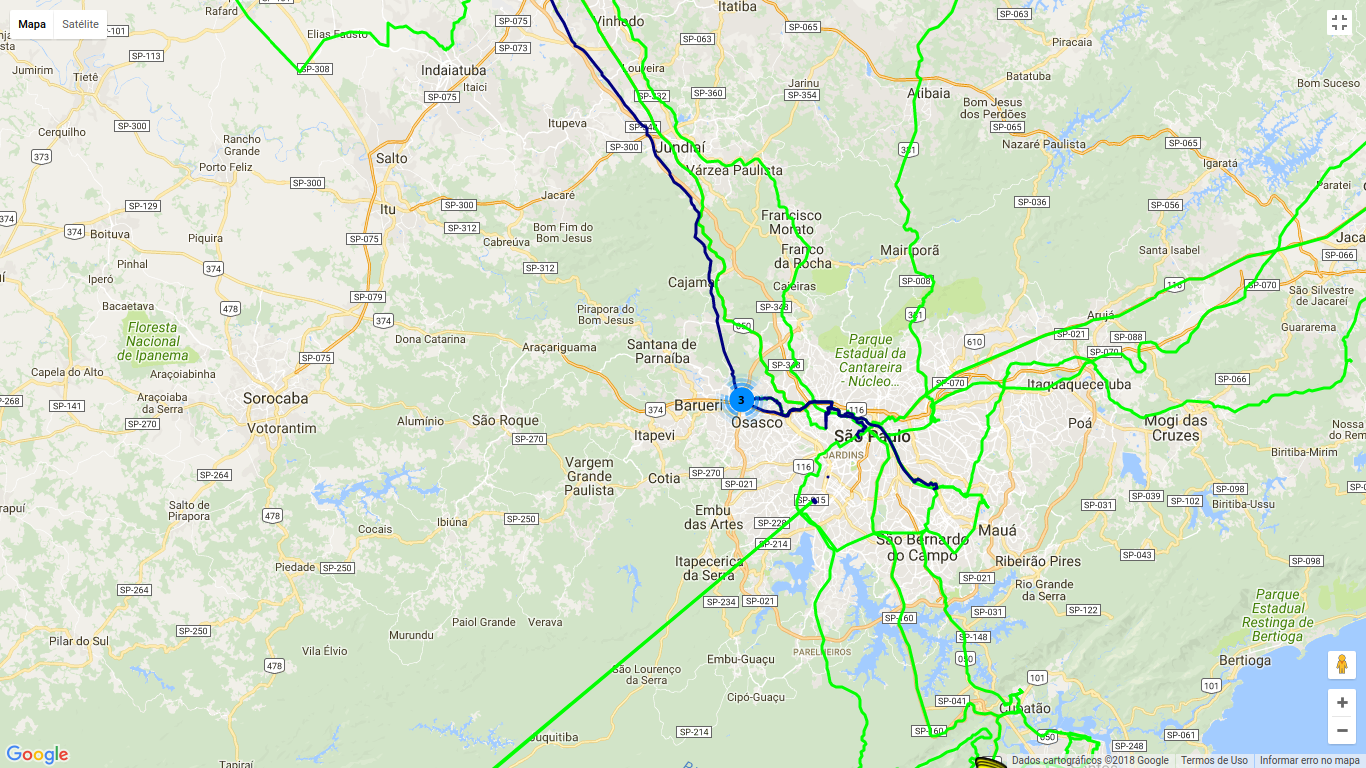 Mapa
Satélite
Rafard
SP-101
SP-075
Vinhedo
Itatiba
SP-063
SP-065
Elias Fausto
SP-073
SP-063
Piracaia
SP-113
Jumirim
Tietê
SP-308
Indaiatuba
Itaici
Louveira
SP-332
SP-360
Jarinu
SP-354
Atibaia
Batatuba
Bom Sucesso
Bom Jesus
dos Perdões
SP-075
SP-300
Cerquilho
373
Rancho
Grande
Porto Feliz
Itupeva
SP-300
Jundiaí
SP-065
Nazaré Paulista
SP-065
381
Igaratá
Salto
Várzea Paulista
SP-300
Jacaré
Paratei
SP-129
Itu
SP-300
SP-036
SP-056
374
374
Boituva
Piquira
SP-075
SP-312
Cabreúva
Bom Fim do
Bom Jesus
Francisco
Morato
Franco
da Rocha
Mairiporã
Santa Isabel
SP-066
Pinhal
Iperó
374
SP-312
Cajamar
Caieiras
SP-008
116
SP-070
São Silvestre
de Jacareí
Bacaetava
478
SP-079
374
Pirapora do
Bom Jesus
SP-348
050
381
Arujá
Guararema
Floresta
Nacional
de Ipanema
SP-075
Dona Catarina
Araçariguama
Santana de
Parnaíba
Parque
Estadual da
Cantareira
- Núcleo...
610
SP-021
SP-088
SP-070
SP-348
Capela do Alto
Araçoiabinha
SP-070
Itaquaquecetuba
SP-066
SP-268
SP-141
Araçoiaba
da Serra
SP-270
Sorocaba
Votorantim
Alumínio
São Roque
SP-270
374
Barueri
3
Osasco
116
São Paulo
JARDINS
Poá
Mogi das
Cruzes
Itapevi
Biritiba-Mirim
SP-264
Vargem
Grande
Paulista
Cotia
SP-270
SP-021
116
SP-015
SP-039
SP-098
SP-102
Biritiba-Ussu
SP-031
Salto de
Pirapora
478
Cocais
Ibiúna
SP-250
Embu
das Artes
SP-228
SP-214
São Bernardo
do Campo
Mauá
Ribeirão Pires
SP-043
SP-098
Piedade
SP-250
Itapecerica
da Serra
SP-021
Rio Grande
da Serra
SP-264
SP-234
SP-021
SP-031
SP-122
Parque
Estadual
Restinga de
Bertioga
Pilar do Sul
SP-250
Murundu
Paiol Grande
Verava
SP-160
SP-148
Vila Élvio
478
São Lourenço
da Serra
Embu-Guaçu
PARELHEIROS
050
Bertioga
101
101
Cipó-Guaçu
SP-041
Cubatão
SP-214
SP-160
050
SP-061
SP-248
Juquitiba
Tapiraí
Google
Dados cartográficos ©2018 Google
Termos de Uso
Informar erro no mapa